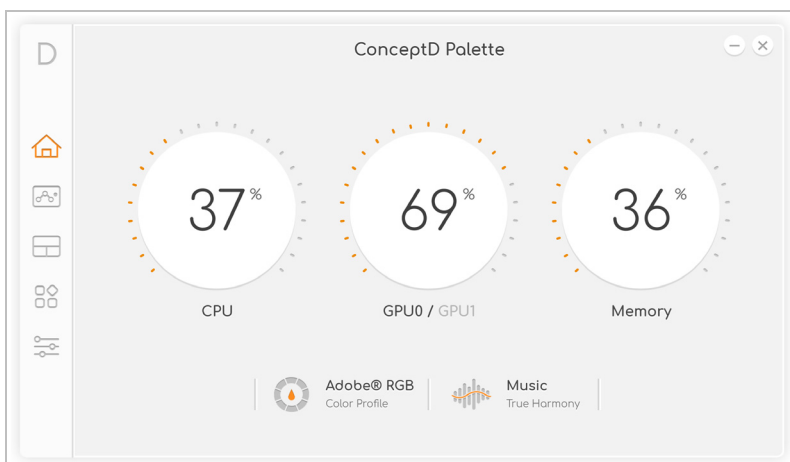 D
ConceptD Palette
37%
69%
36%
CPU
GPU0 / GPU1
Memory
Adobe® RGB
Color Profile
Music
True Harmony